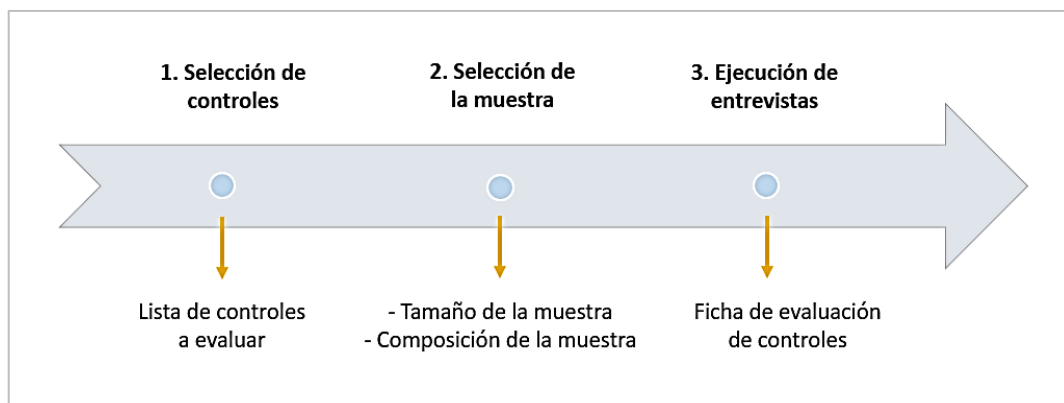 1. Selección de
controles
2. Selección de
la muestra
3. Ejecución de
entrevistas
Lista de controles
a evaluar
- Tamaño de la muestra
- Composición de la muestra
Ficha de evaluación
de controles